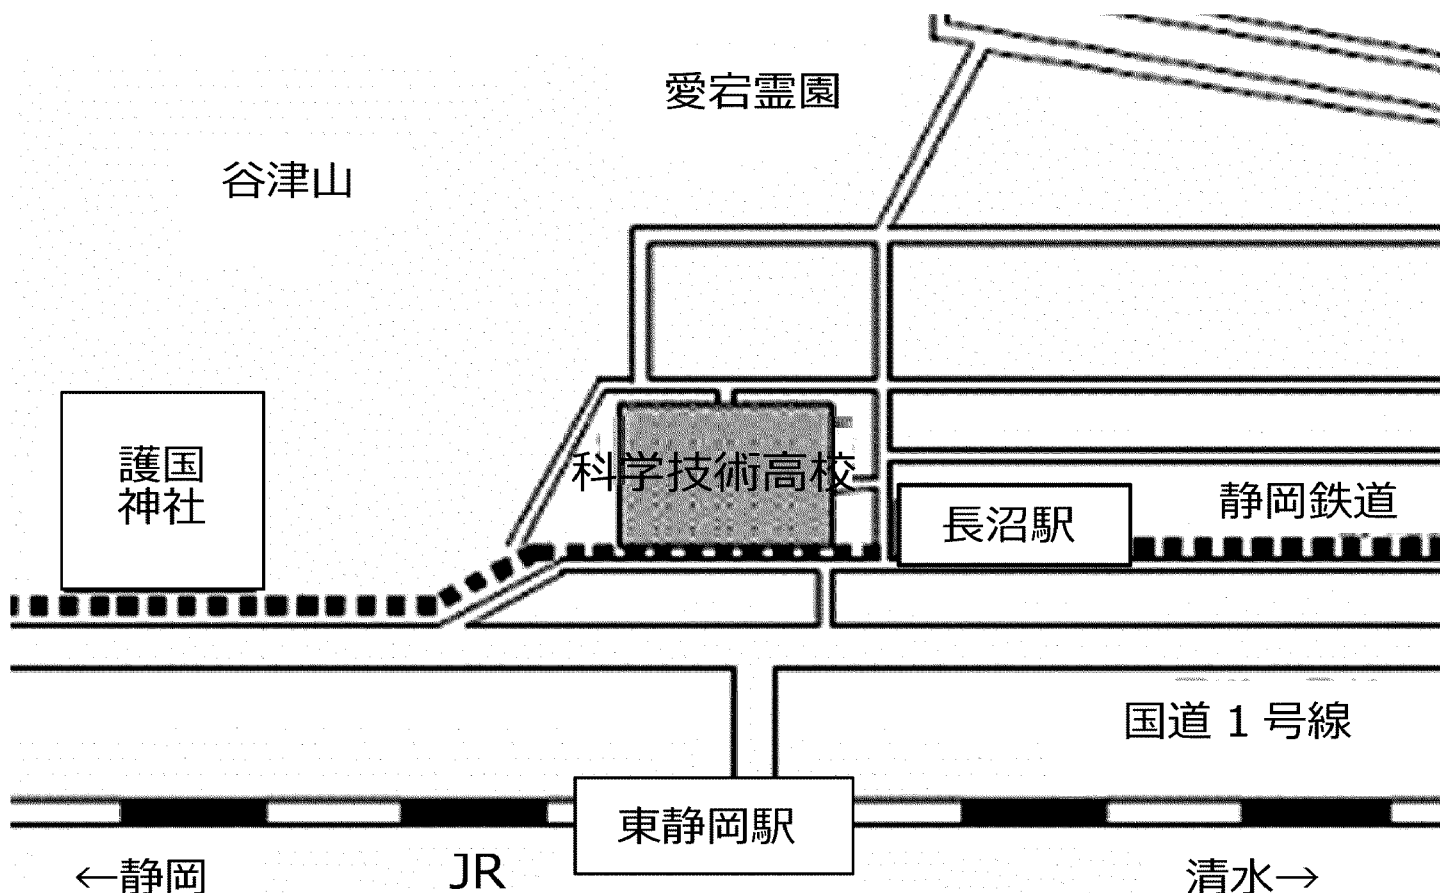 愛宕霊園
谷津山
護国
神社
科学技術高校
長沼駅
静岡鉄道
国道1号線
東静岡駅
←静岡
JR
清水→